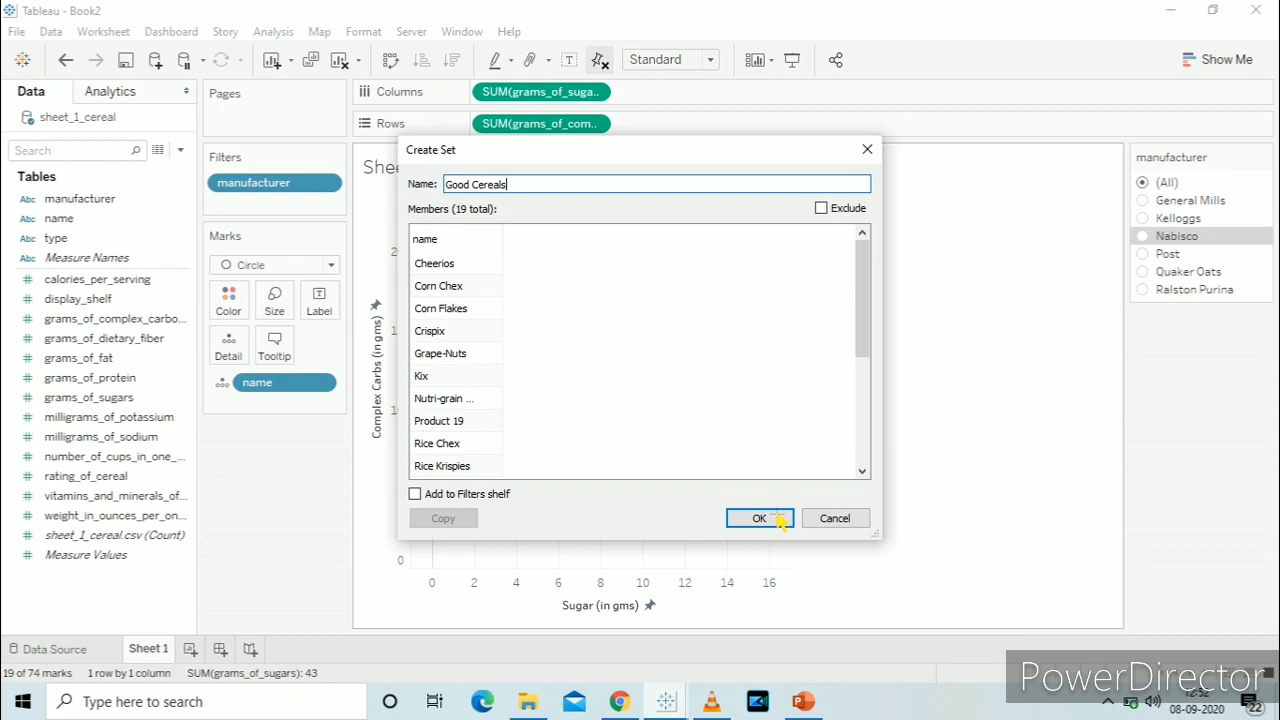 Tableau - Book2
File Data Worksheet Dashboard Story Analysis Map Format Server Window Help
Standard
Show Me
Data Analytics
sheet_1_cereal
Search
Tables
Abc manufacturer
Abc name
Abc type
Abc Measure Names
# calories_per_serving
# display_shelf
# grams_of_complex_carbo...
# grams_of_dietary_fiber
# grams_of_fat
# grams_of_protein
# grams_of_sugars
# milligrams_of_potassium
# milligrams_of_sodium
# number_of_cups_in_one_...
# rating_of_cereal
# vitamins_and_minerals_of...
# weight_in_ounces_per_on...
# sheet_1_cereal.csv (Count)
# Measure Values
Pages
Filters
manufacturer
Marks
Circle
Color Size Label
Detail Tooltip
name
Columns SUM(grams_of_suga..
Rows SUM(grams_of_com..
Shee
Create Set
Name: Good Cereals
Members (19 total): Exclude
name
Cheerios
Corn Chex
Corn Flakes
Crispix
Grape-Nuts
Kix
Nutri-grain ...
Product 19
Rice Chex
Rice Krispies
Add to Filters shelf
Copy OK Cancel
Complex Carbs (in gms)
0
0 2 4 6 8 10 12 14 16
Sugar (in gms)
manufacturer
(All)
General Mills
Kelloggs
Nabisco
Post
Quaker Oats
Ralston Purina
Data Source Sheet 1
19 of 74 marks 1 row by 1 column SUM(grams_of_sugars): 43
PowerDirector
Type here to search
08-09-2020
22